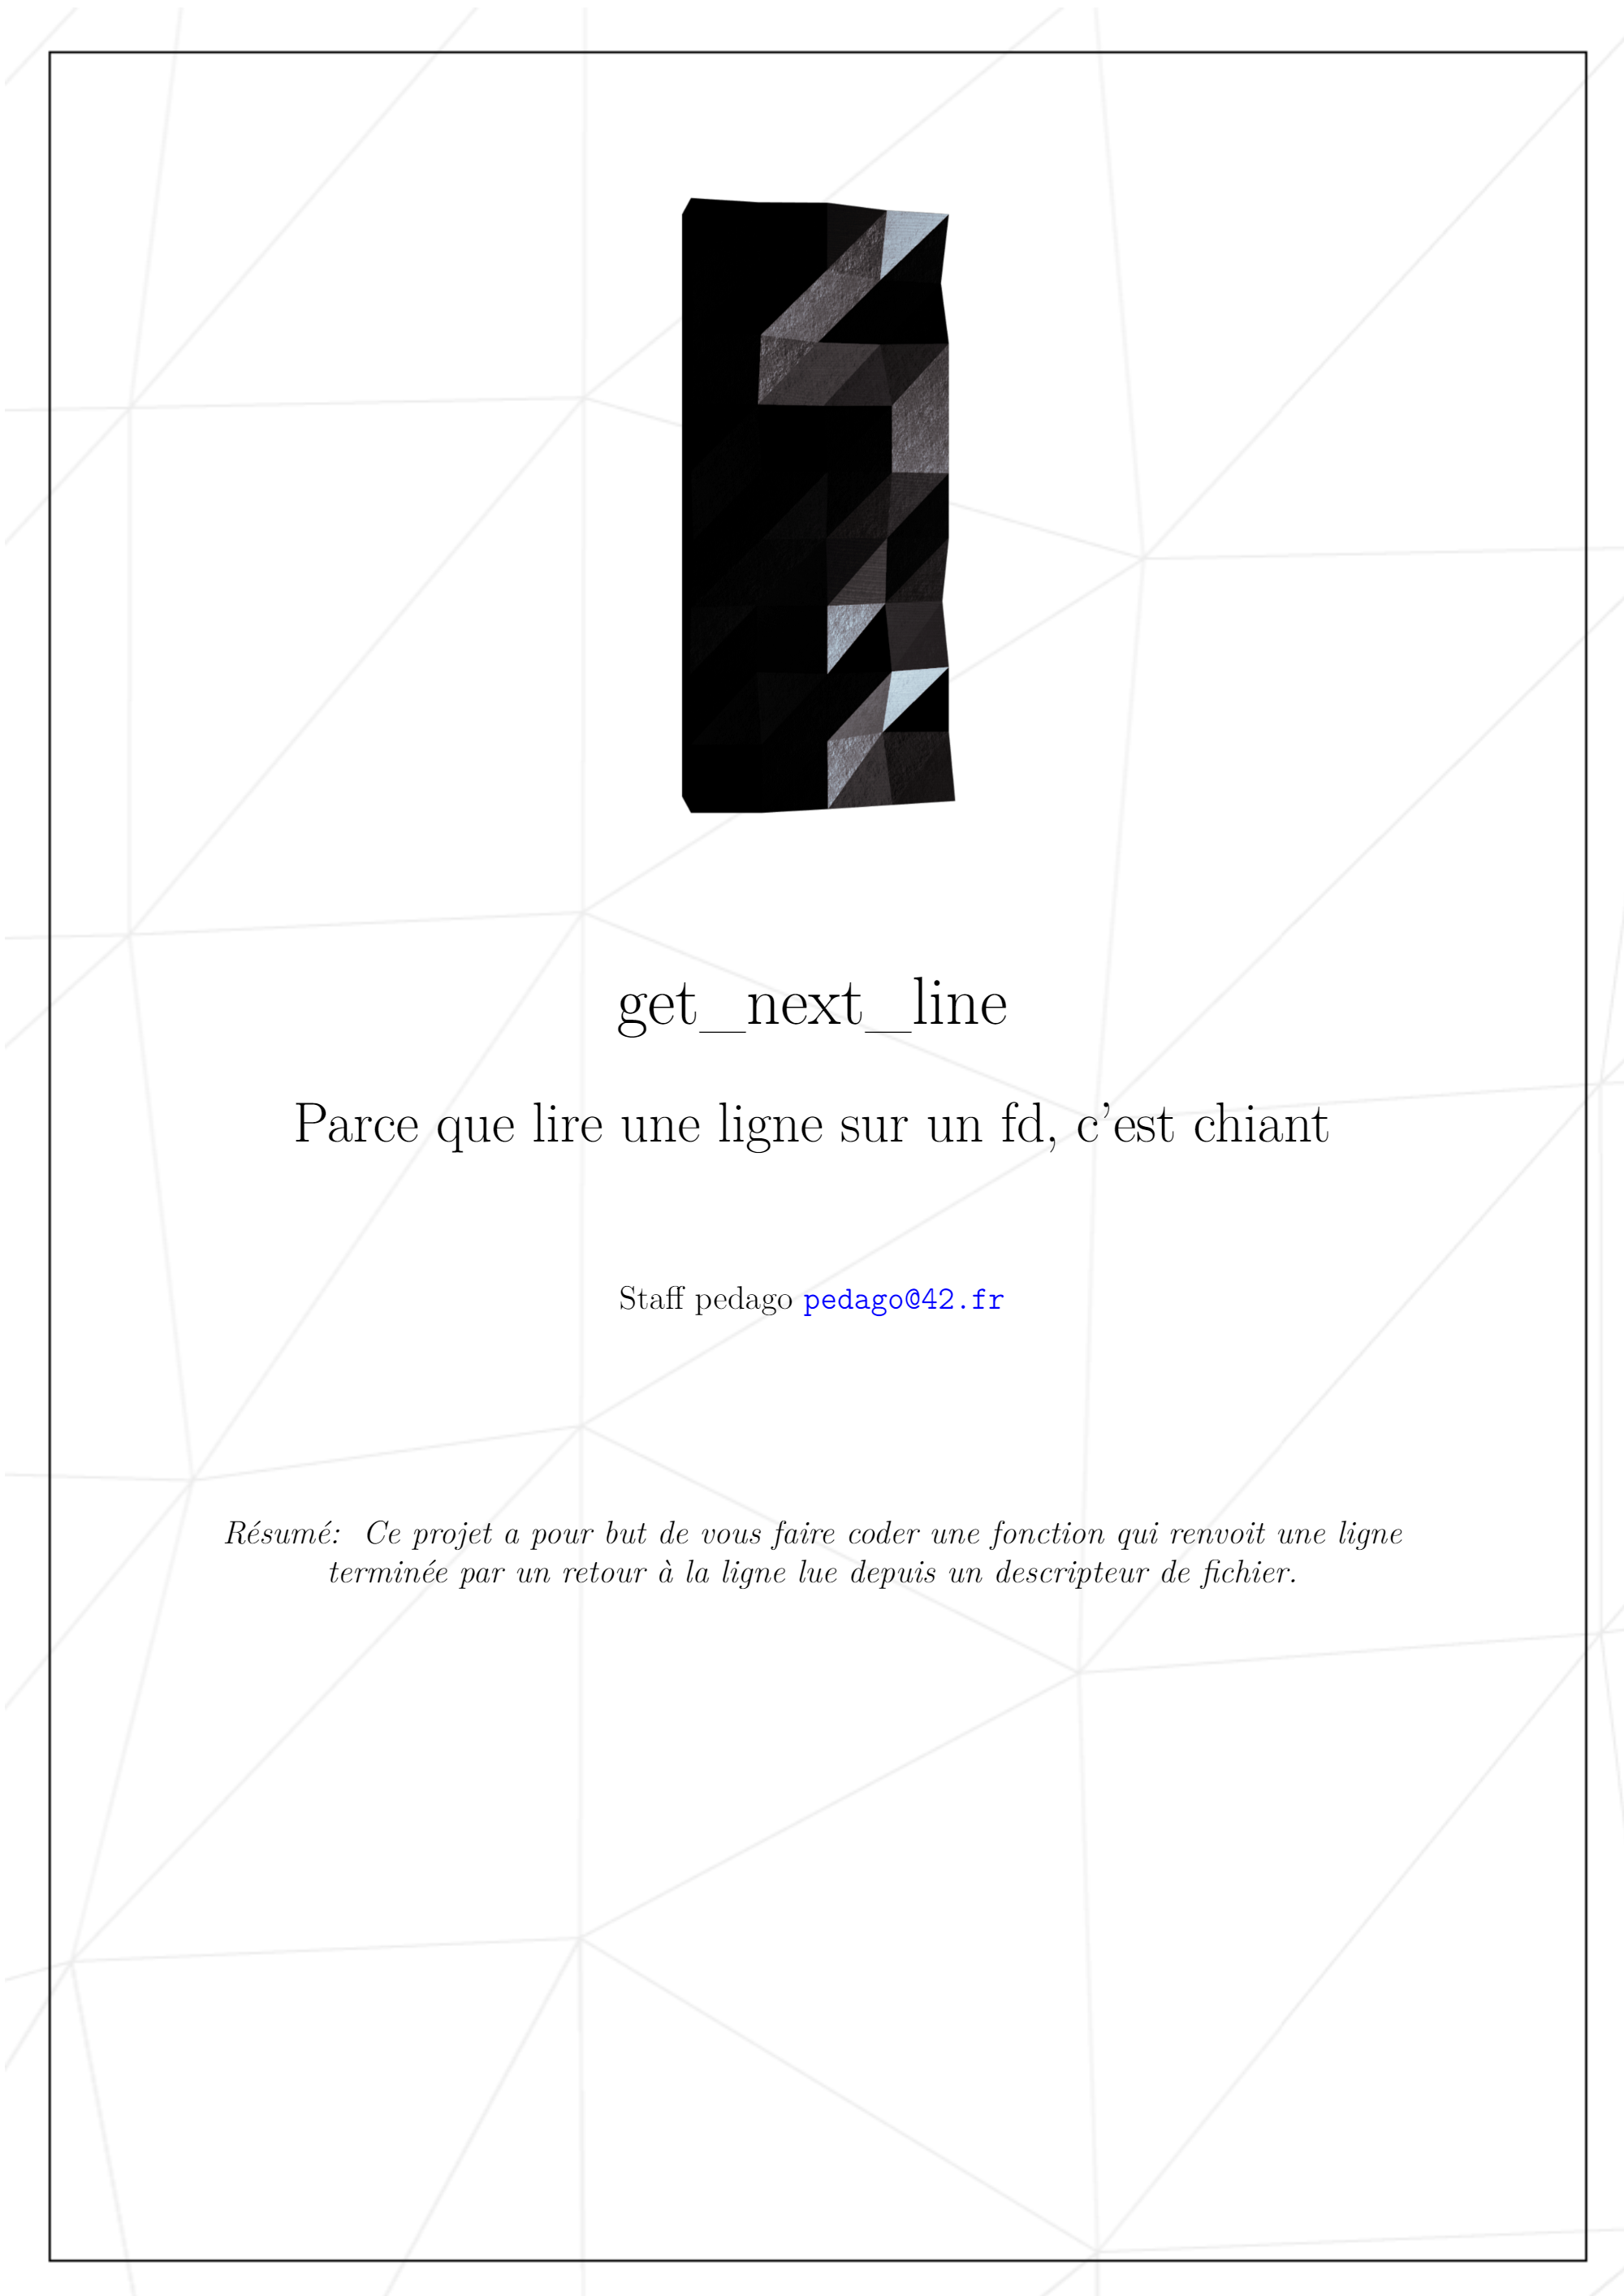 get_next_line
Parce que lire une ligne sur un fd, c'est chiant
Staff pedago pedago@42.fr
Résumé: Ce projet a pour but de vous faire coder une fonction qui renvoit une ligne
terminée par un retour à la ligne lue depuis un descripteur de fichier.